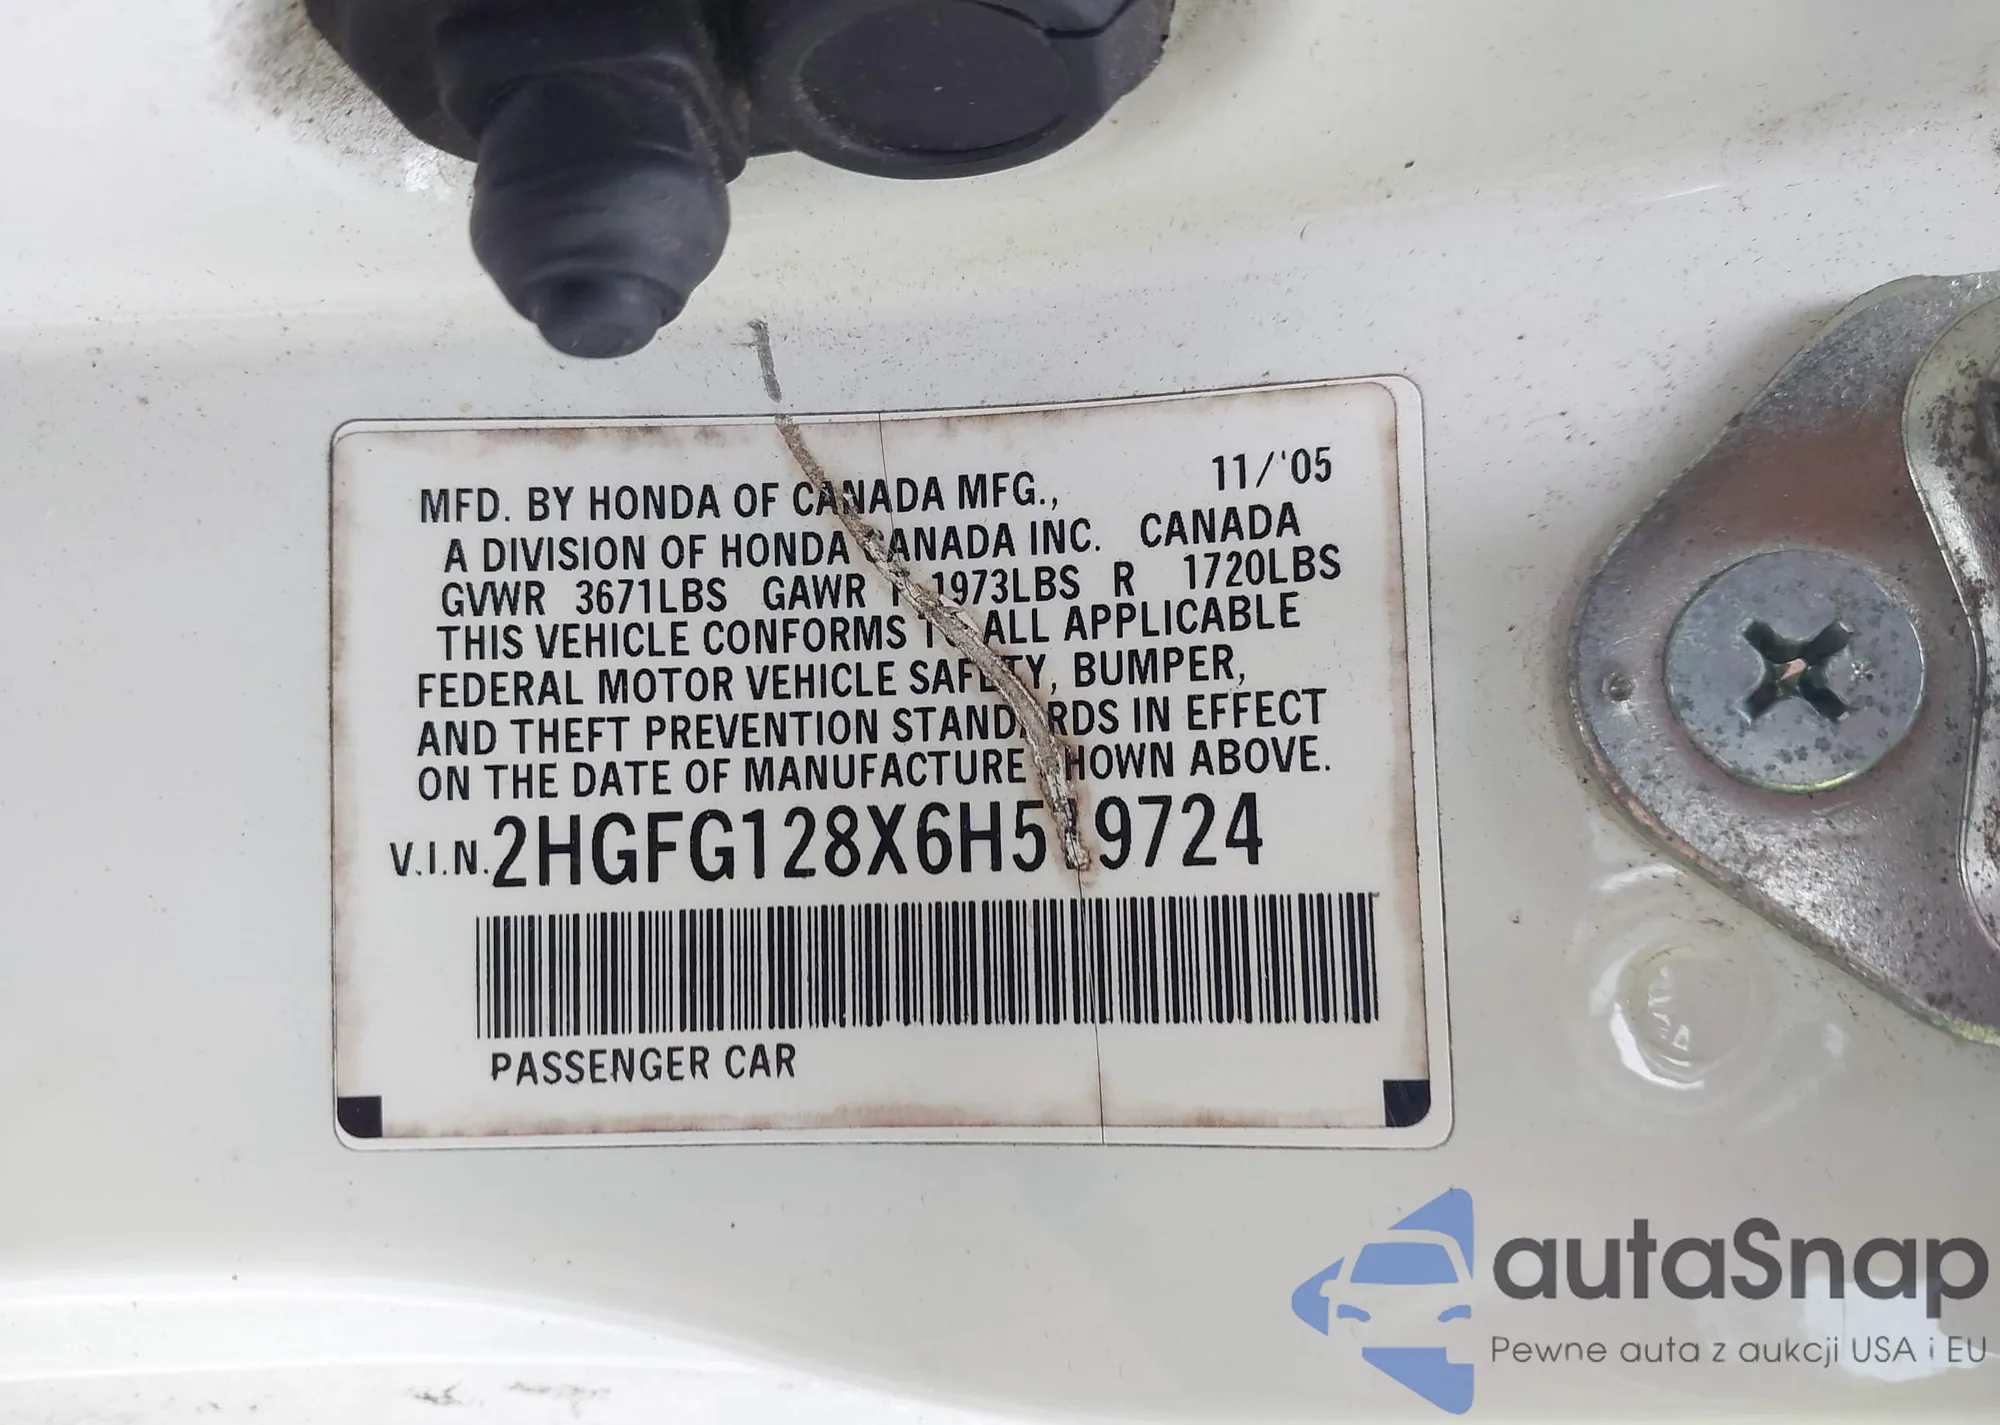 MFD. BY HONDA OF CANADA MFG., 11/'05
A DIVISION OF HONDA CANADA INC. CANADA
GVWR 3671LBS GAWR F 1973LBS R 1720LBS
THIS VEHICLE CONFORMS TO ALL APPLICABLE
FEDERAL MOTOR VEHICLE SAFETY, BUMPER,
AND THEFT PREVENTION STANDARDS IN EFFECT
ON THE DATE OF MANUFACTURE SHOWN ABOVE.
V.I.N. 2HGFG128X6H519724
PASSENGER CAR
autaSnap
Pewne auta z aukcji USA i EU